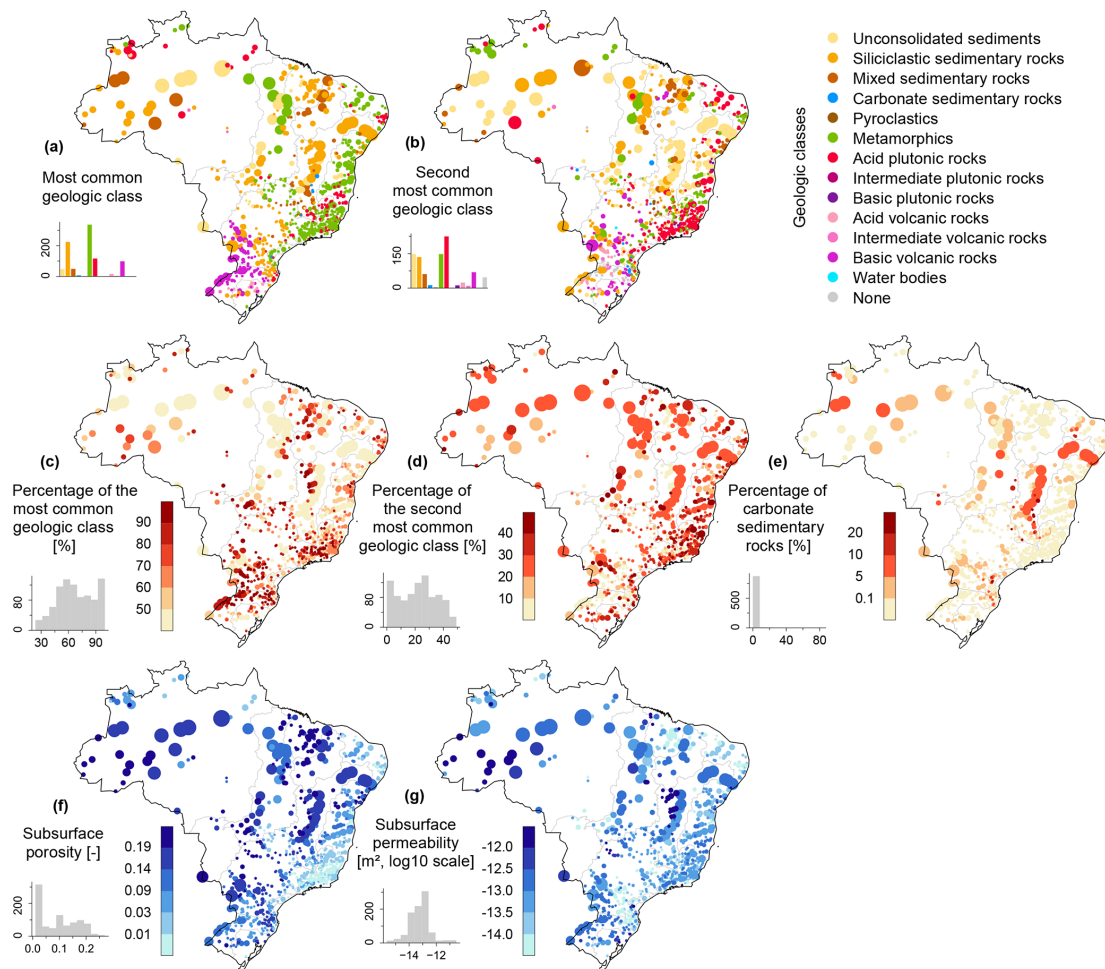 Unconsolidated sediments
Siliciclastic sedimentary rocks
Mixed sedimentary rocks
Carbonate sedimentary rocks
Pyroclastics
Metamorphics
Acid plutonic rocks
Intermediate plutonic rocks
Basic plutonic rocks
Acid volcanic rocks
Intermediate volcanic rocks
Basic volcanic rocks
Water bodies
None
Geologic classes
(a)
Most common
geologic class
0 200
(b)
Second
most common
geologic class
0 150
(c)
Percentage of the
most common
geologic class
[%]
90
80
70
60
50
0 80
30 60 90
(d)
Percentage of
the second
most common
geologic class [%]
40
30
20
10
0 80
0 20 40
(e)
Percentage of
carbonate
sedimentary
rocks [%]
20
10
5
0.1
0 500
0 40 80
(f)
Subsurface
porosity [-]
0.19
0.14
0.09
0.03
0.01
0 200
0.0 0.1 0.2
(g)
Subsurface
permeability
[m², log10 scale]
-12.0
-12.5
-13.0
-13.5
-14.0
0 200
−14 −12